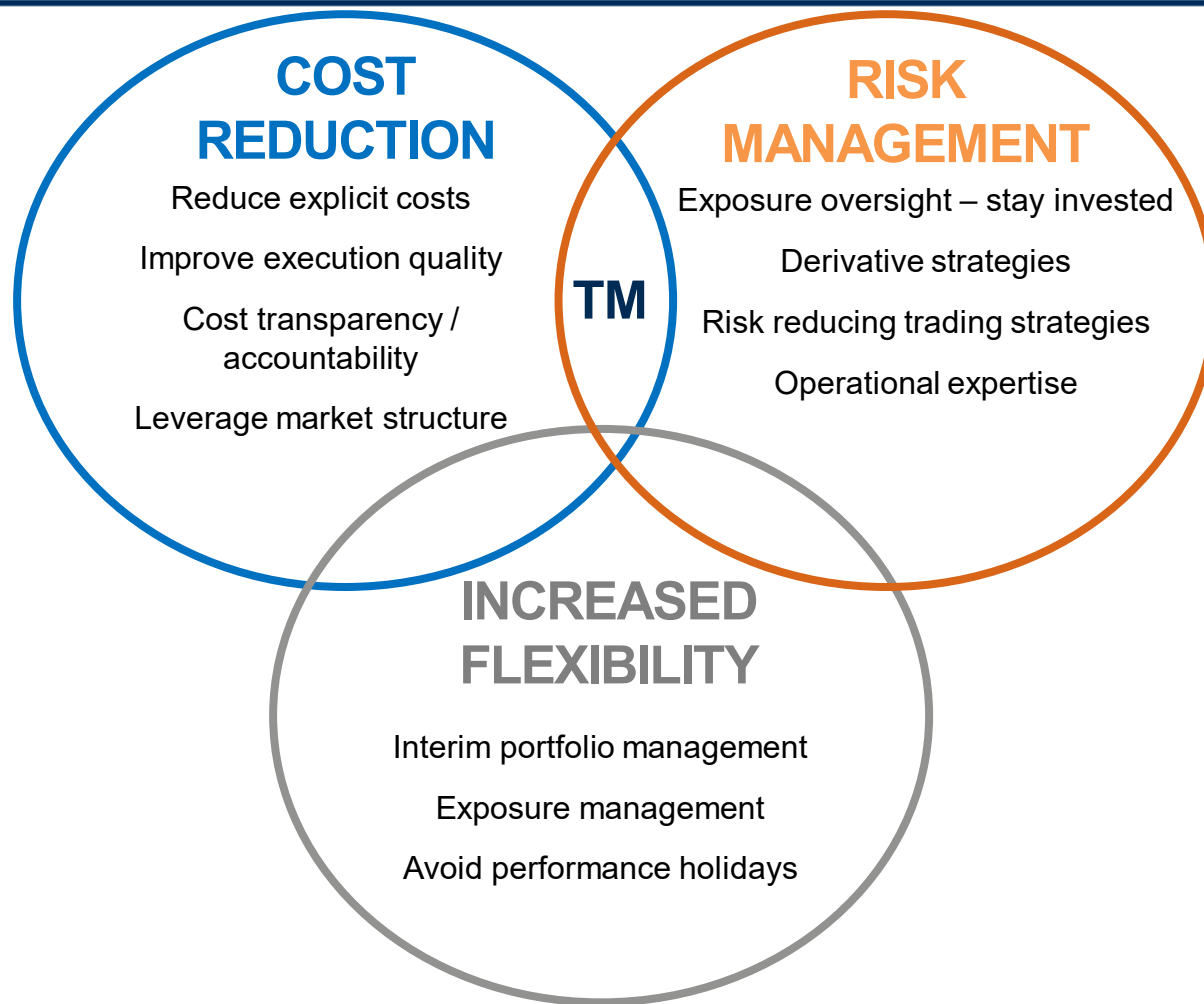 COST
REDUCTION
Reduce explicit costs
Improve execution quality
Cost transparency /
accountability
Leverage market structure
TM
RISK
MANAGEMENT
Exposure oversight – stay invested
Derivative strategies
Risk reducing trading strategies
Operational expertise
INCREASED
FLEXIBILITY
Interim portfolio management
Exposure management
Avoid performance holidays